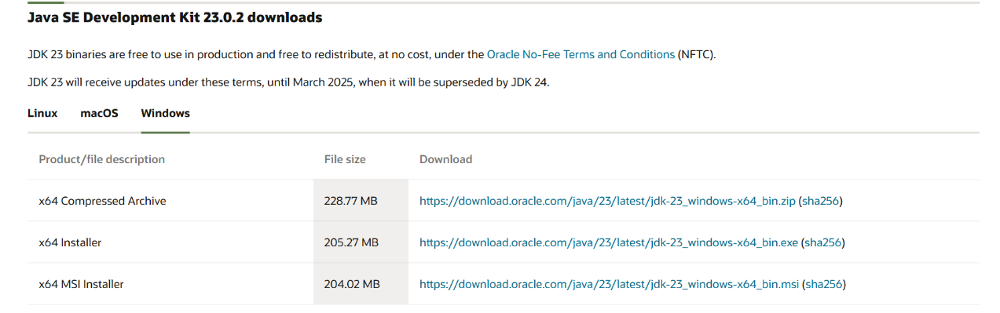 Java SE Development Kit 23.0.2 downloads
JDK 23 binaries are free to use in production and free to redistribute, at no cost, under the Oracle No-Fee Terms and Conditions (NFTC).
JDK 23 will receive updates under these terms, until March 2025, when it will be superseded by JDK 24.
Linux macOS Windows
Product/file description File size Download
x64 Compressed Archive 228.77 MB https://download.oracle.com/java/23/latest/jdk-23_windows-x64_bin.zip (sha256)
x64 Installer 205.27 MB https://download.oracle.com/java/23/latest/jdk-23_windows-x64_bin.exe (sha256)
x64 MSI Installer 204.02 MB https://download.oracle.com/java/23/latest/jdk-23_windows-x64_bin.msi (sha256)